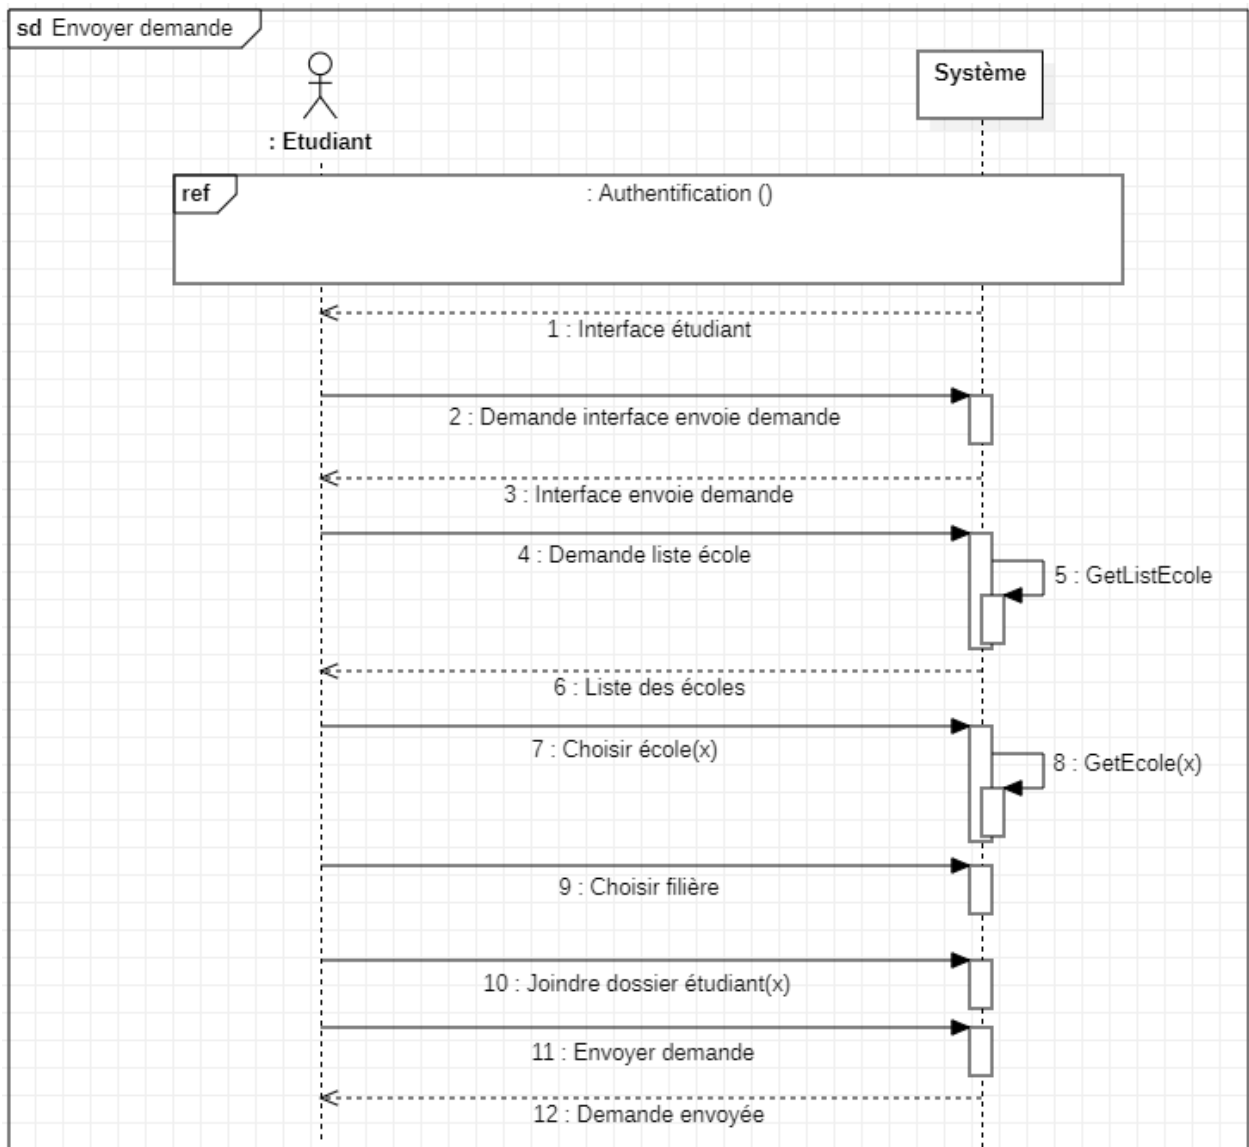 sd Envoyer demande
Système
: Etudiant
ref
: Authentification ()
1 : Interface étudiant
2 : Demande interface envoie demande
3 : Interface envoie demande
4 : Demande liste école
5 : GetListEcole
6 : Liste des écoles
7 : Choisir école(x)
8 : GetEcole(x)
9 : Choisir filière
10 : Joindre dossier étudiant(x)
11 : Envoyer demande
12 : Demande envoyée